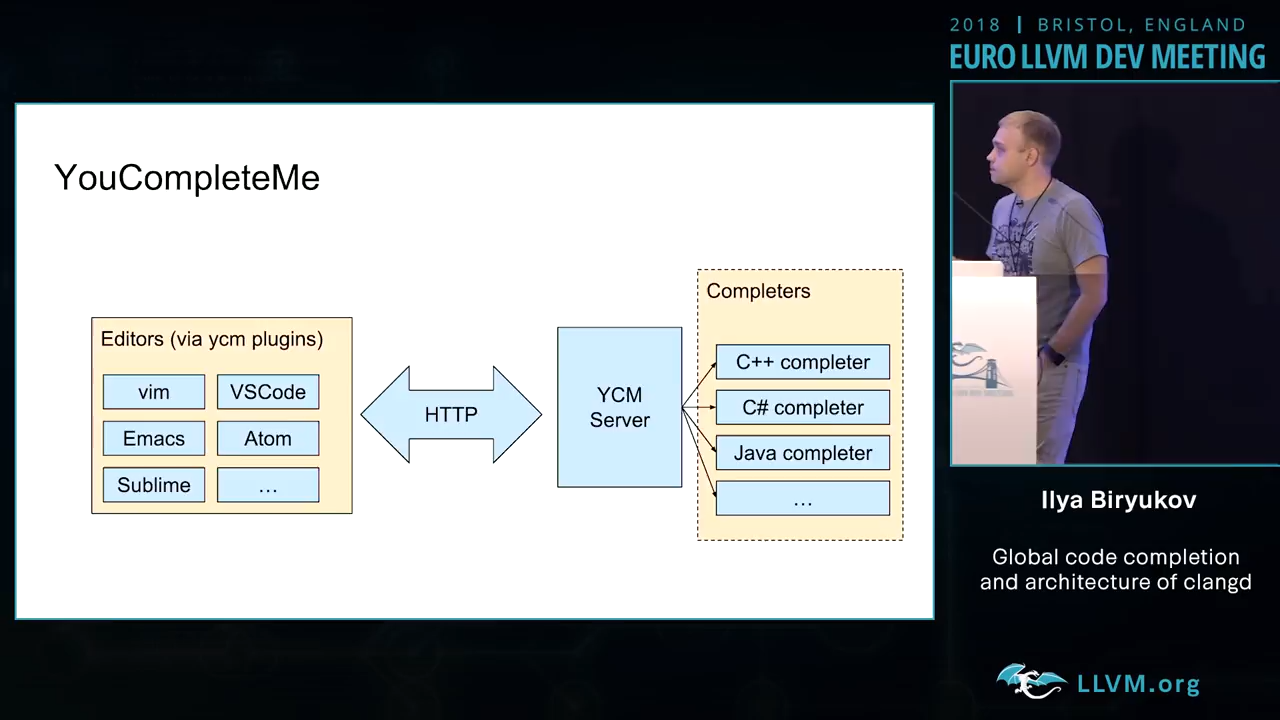 2018 | BRISTOL, ENGLAND
EURO LLVM DEV MEETING
YouCompleteMe
Editors (via ycm plugins)
vim
VSCode
Emacs
Atom
Sublime
…
HTTP
YCM
Server
Completers
C++ completer
C# completer
Java completer
…
Ilya Biryukov
Global code completion
and architecture of clangd
LLVM.org